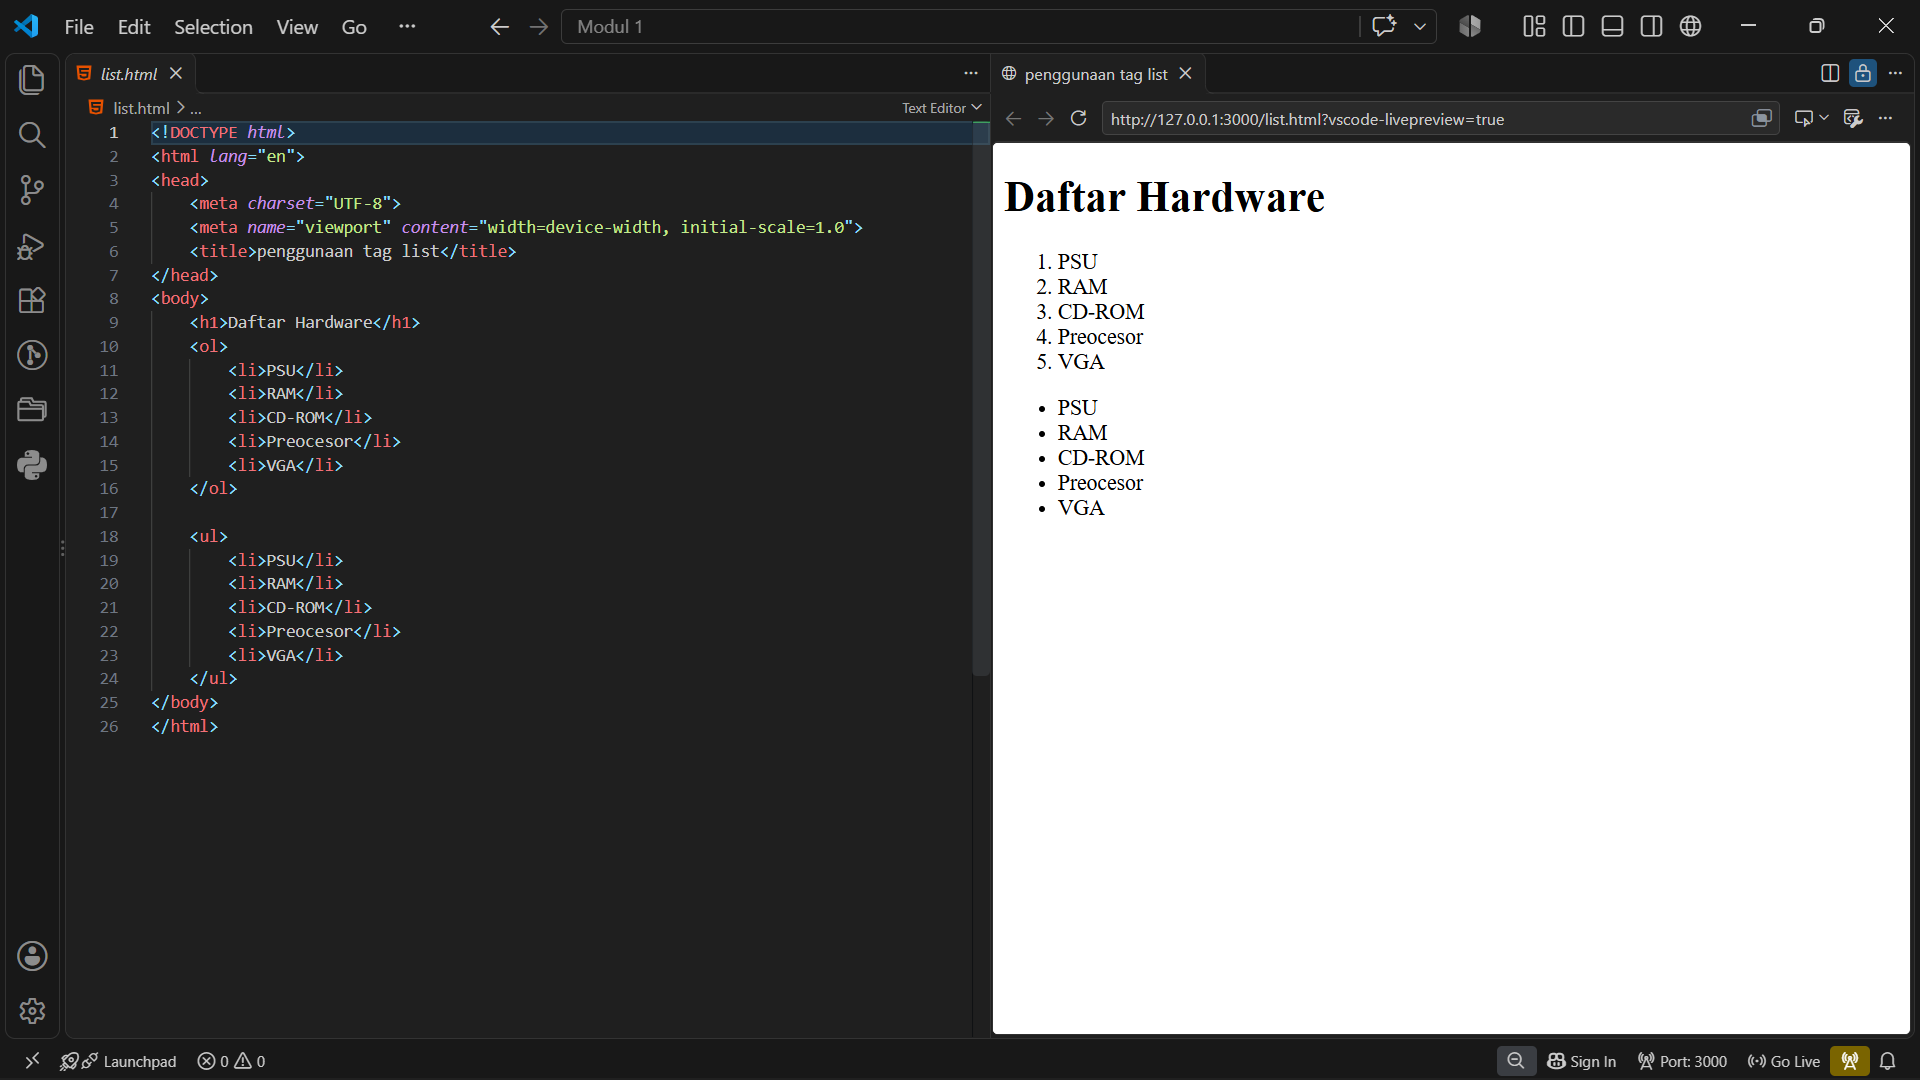 File Edit Selection View Go ... Modul 1
list.html
penggunaan tag list
list.html > ... Text Editor
http://127.0.0.1:3000/list.html?vscode-livepreview=true
1 <!DOCTYPE html>
2 <html lang="en">
3 <head>
4 <meta charset="UTF-8">
5 <meta name="viewport" content="width=device-width, initial-scale=1.0">
6 <title>penggunaan tag list</title>
7 </head>
8 <body>
9 <h1>Daftar Hardware</h1>
10 <ol>
11 <li>PSU</li>
12 <li>RAM</li>
13 <li>CD-ROM</li>
14 <li>Preocesor</li>
15 <li>VGA</li>
16 </ol>
17
18 <ul>
19 <li>PSU</li>
20 <li>RAM</li>
21 <li>CD-ROM</li>
22 <li>Preocesor</li>
23 <li>VGA</li>
24 </ul>
25 </body>
26 </html>
Daftar Hardware
1. PSU
2. RAM
3. CD-ROM
4. Preocesor
5. VGA
• PSU
• RAM
• CD-ROM
• Preocesor
• VGA
Launchpad 0 0 Sign In Port: 3000 Go Live